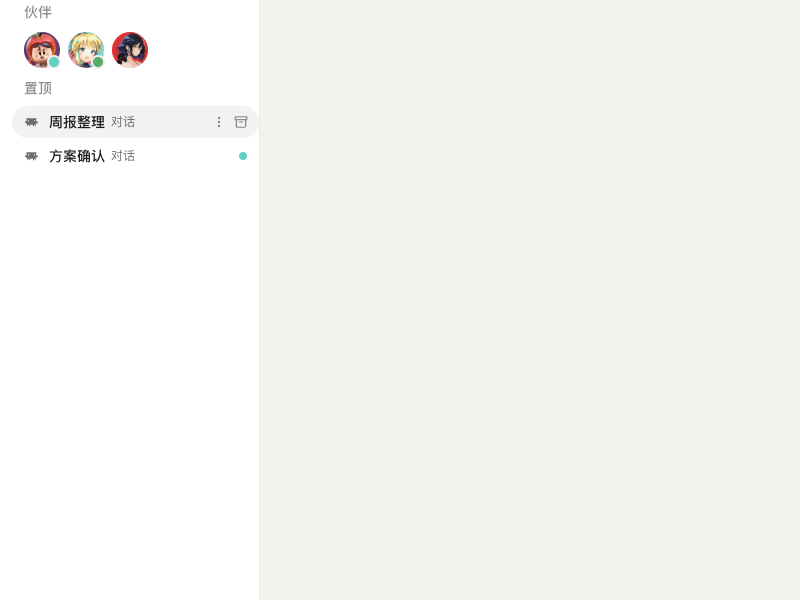 伙伴
置顶
周报整理 对话
方案确认 对话